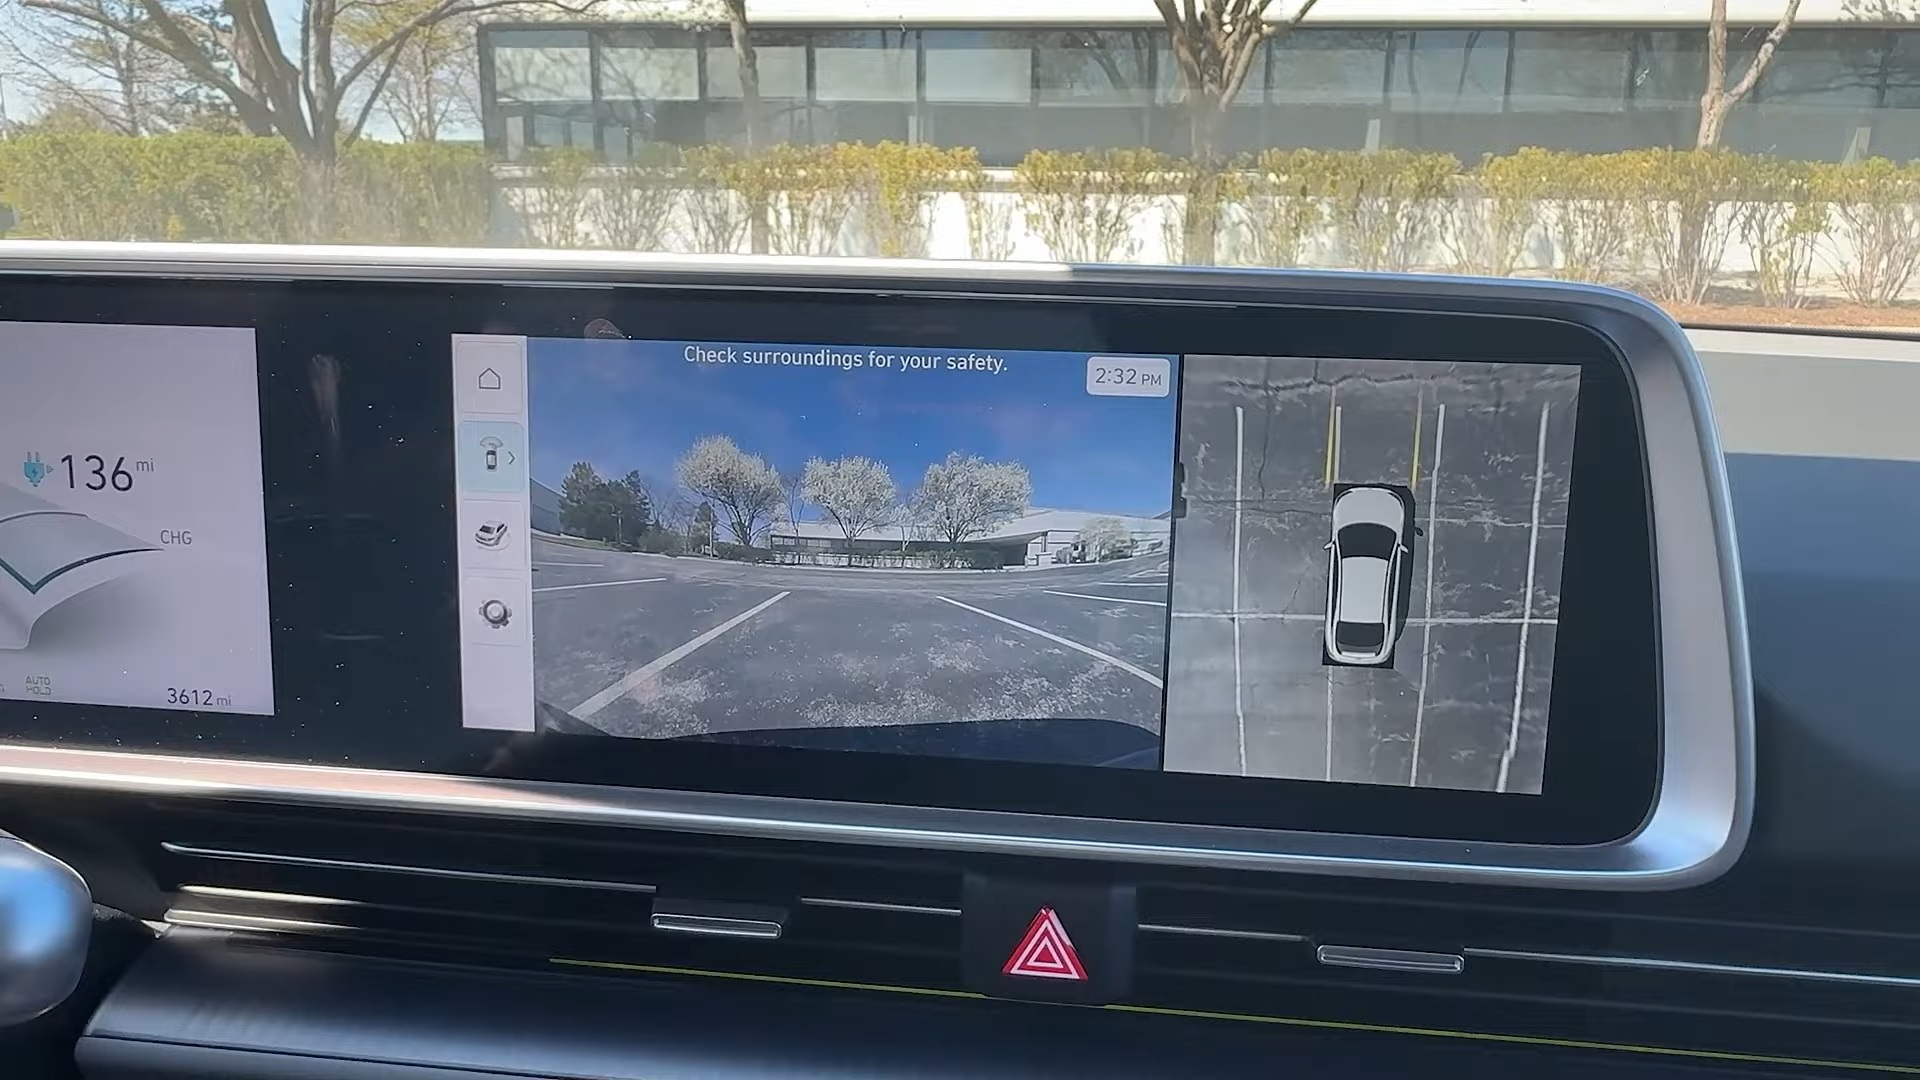 Check surroundings for your safety.
2:32 PM
136 mi
CHG
AUTO
HOLD
3612 mi